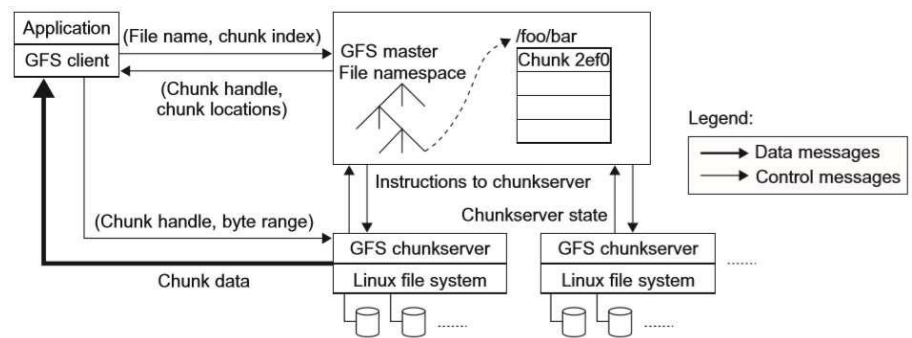 Application
GFS client
(File name, chunk index)
(Chunk handle,
chunk locations)
GFS master
File namespace
/foo/bar
Chunk 2ef0
Legend:
Data messages
Control messages
Instructions to chunkserver
Chunkserver state
(Chunk handle, byte range)
Chunk data
GFS chunkserver
Linux file system
GFS chunkserver
Linux file system